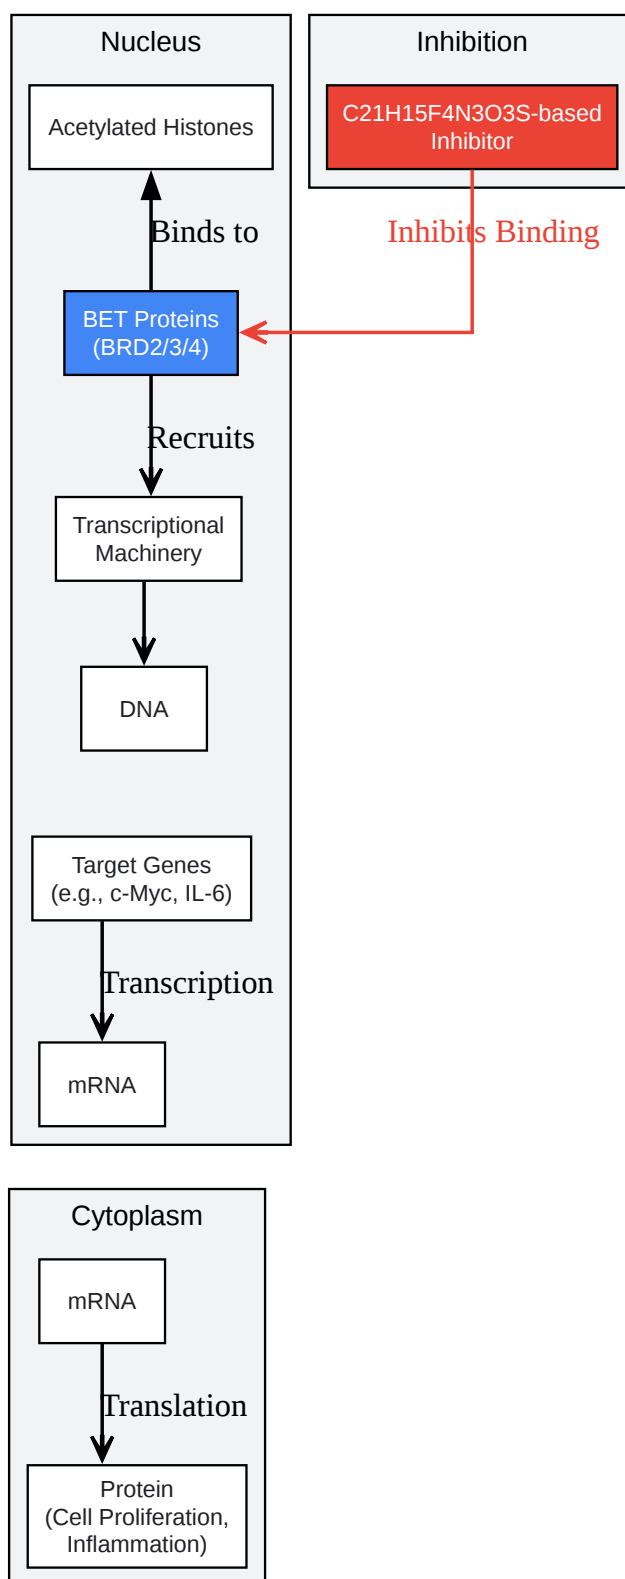 Nucleus
Acetylated Histones
Binds to
BET Proteins
(BRD2/3/4)
Recruits
Transcriptional
Machinery
DNA
Target Genes
(e.g., c-Myc, IL-6)
Transcription
mRNA
Inhibition
C21H15F4N3O3S-based
Inhibitor
Inhibits Binding
Cytoplasm
mRNA
Translation
Protein
(Cell Proliferation,
Inflammation)